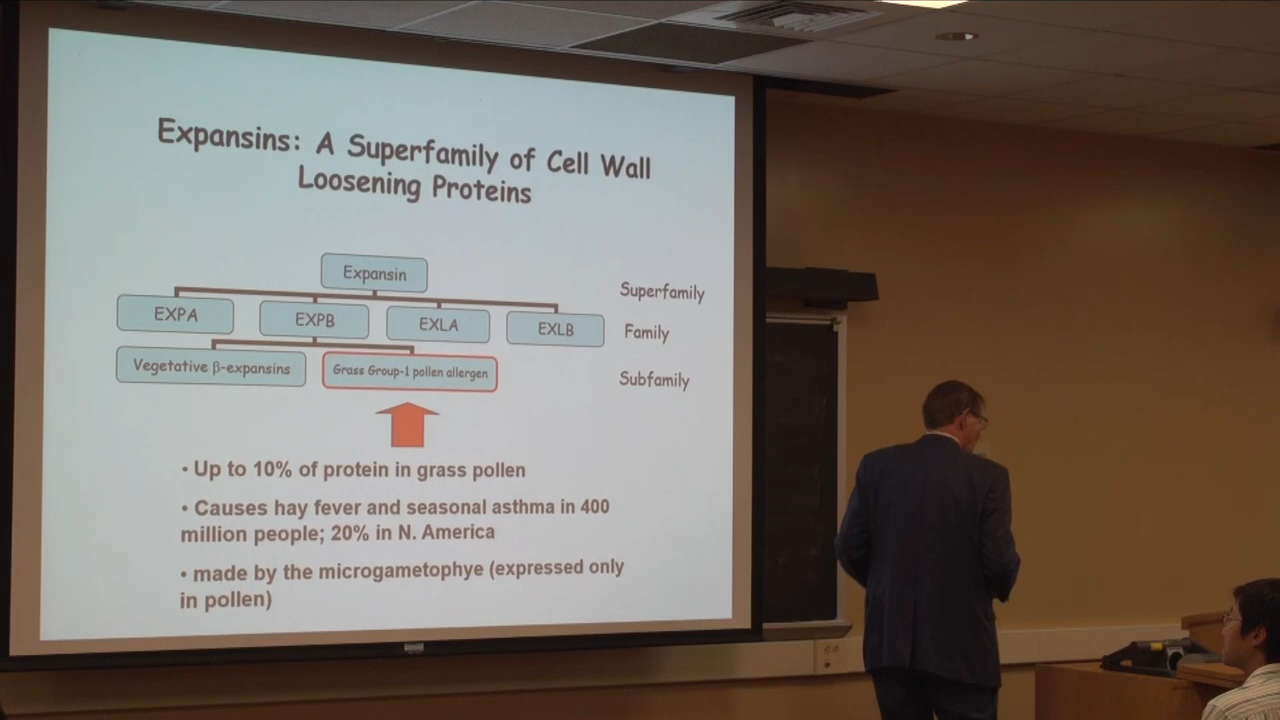 Expansins: A Superfamily of Cell Wall
Loosening Proteins
Expansin
Superfamily
EXPA
EXPB
EXLA
EXLB
Family
Vegetative β-expansins
Grass Group-1 pollen allergen
Subfamily
• Up to 10% of protein in grass pollen
• Causes hay fever and seasonal asthma in 400
million people; 20% in N. America
• made by the microgametophye (expressed only
in pollen)